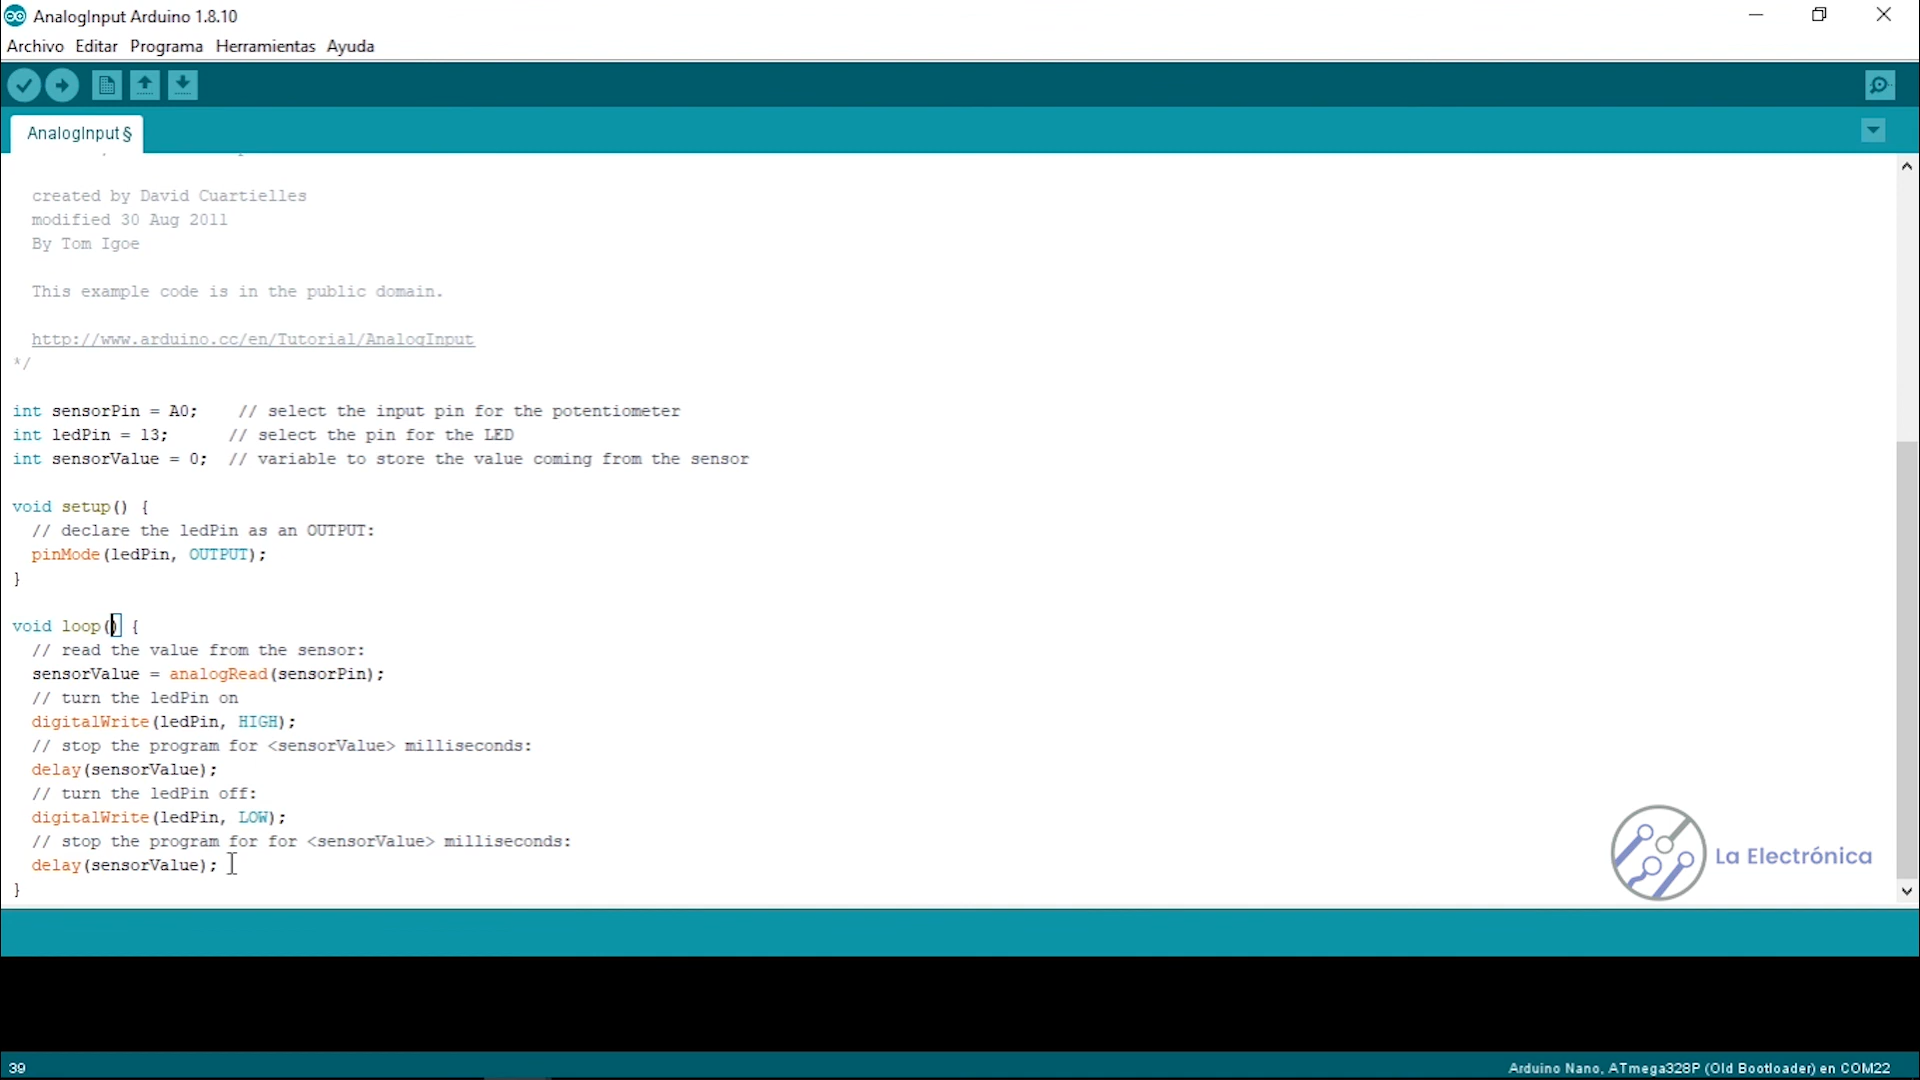 AnalogInput Arduino 1.8.10
Archivo Editar Programa Herramientas Ayuda
AnalogInput §
created by David Cuartielles
modified 30 Aug 2011
By Tom Igoe
This example code is in the public domain.
http://www.arduino.cc/en/Tutorial/AnalogInput
*/
int sensorPin = A0;    // select the input pin for the potentiometer
int ledPin = 13;      // select the pin for the LED
int sensorValue = 0;  // variable to store the value coming from the sensor
void setup() {
// declare the ledPin as an OUTPUT:
pinMode(ledPin, OUTPUT);
}
void loop() {
// read the value from the sensor:
sensorValue = analogRead(sensorPin);
// turn the ledPin on
digitalWrite(ledPin, HIGH);
// stop the program for <sensorValue> milliseconds:
delay(sensorValue);
// turn the ledPin off:
digitalWrite(ledPin, LOW);
// stop the program for for <sensorValue> milliseconds:
delay(sensorValue);
}
La Electrónica
39
Arduino Nano, ATmega328P (Old Bootloader) en COM22